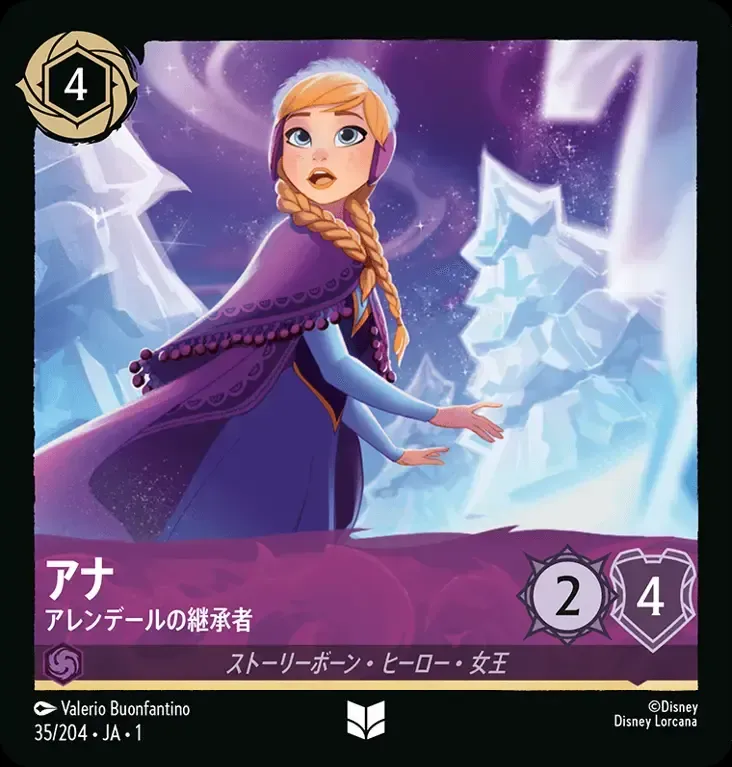 4
アナ
アレンデールの継承者
2
4
ストーリーボーン・ヒーロー・女王
Valerio Buonfantino
35/204・JA・1
©Disney
Disney Lorcana